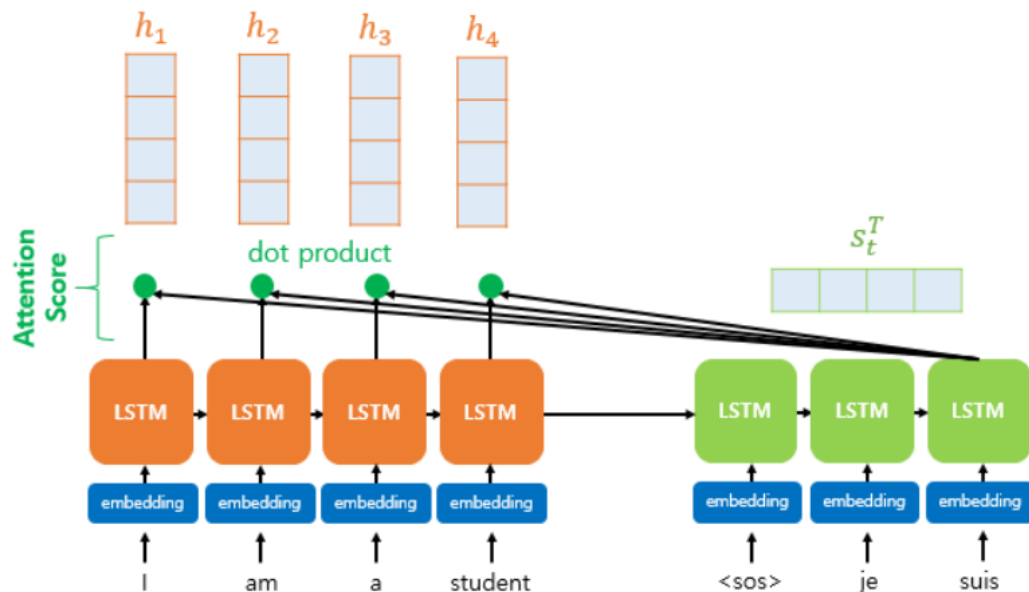 h₁ h₂ h₃ h₄
Attention
Score
dot product
sₜᵀ
LSTM LSTM LSTM LSTM LSTM LSTM LSTM
embedding embedding embedding embedding embedding embedding embedding
I am a student <sos> je suis